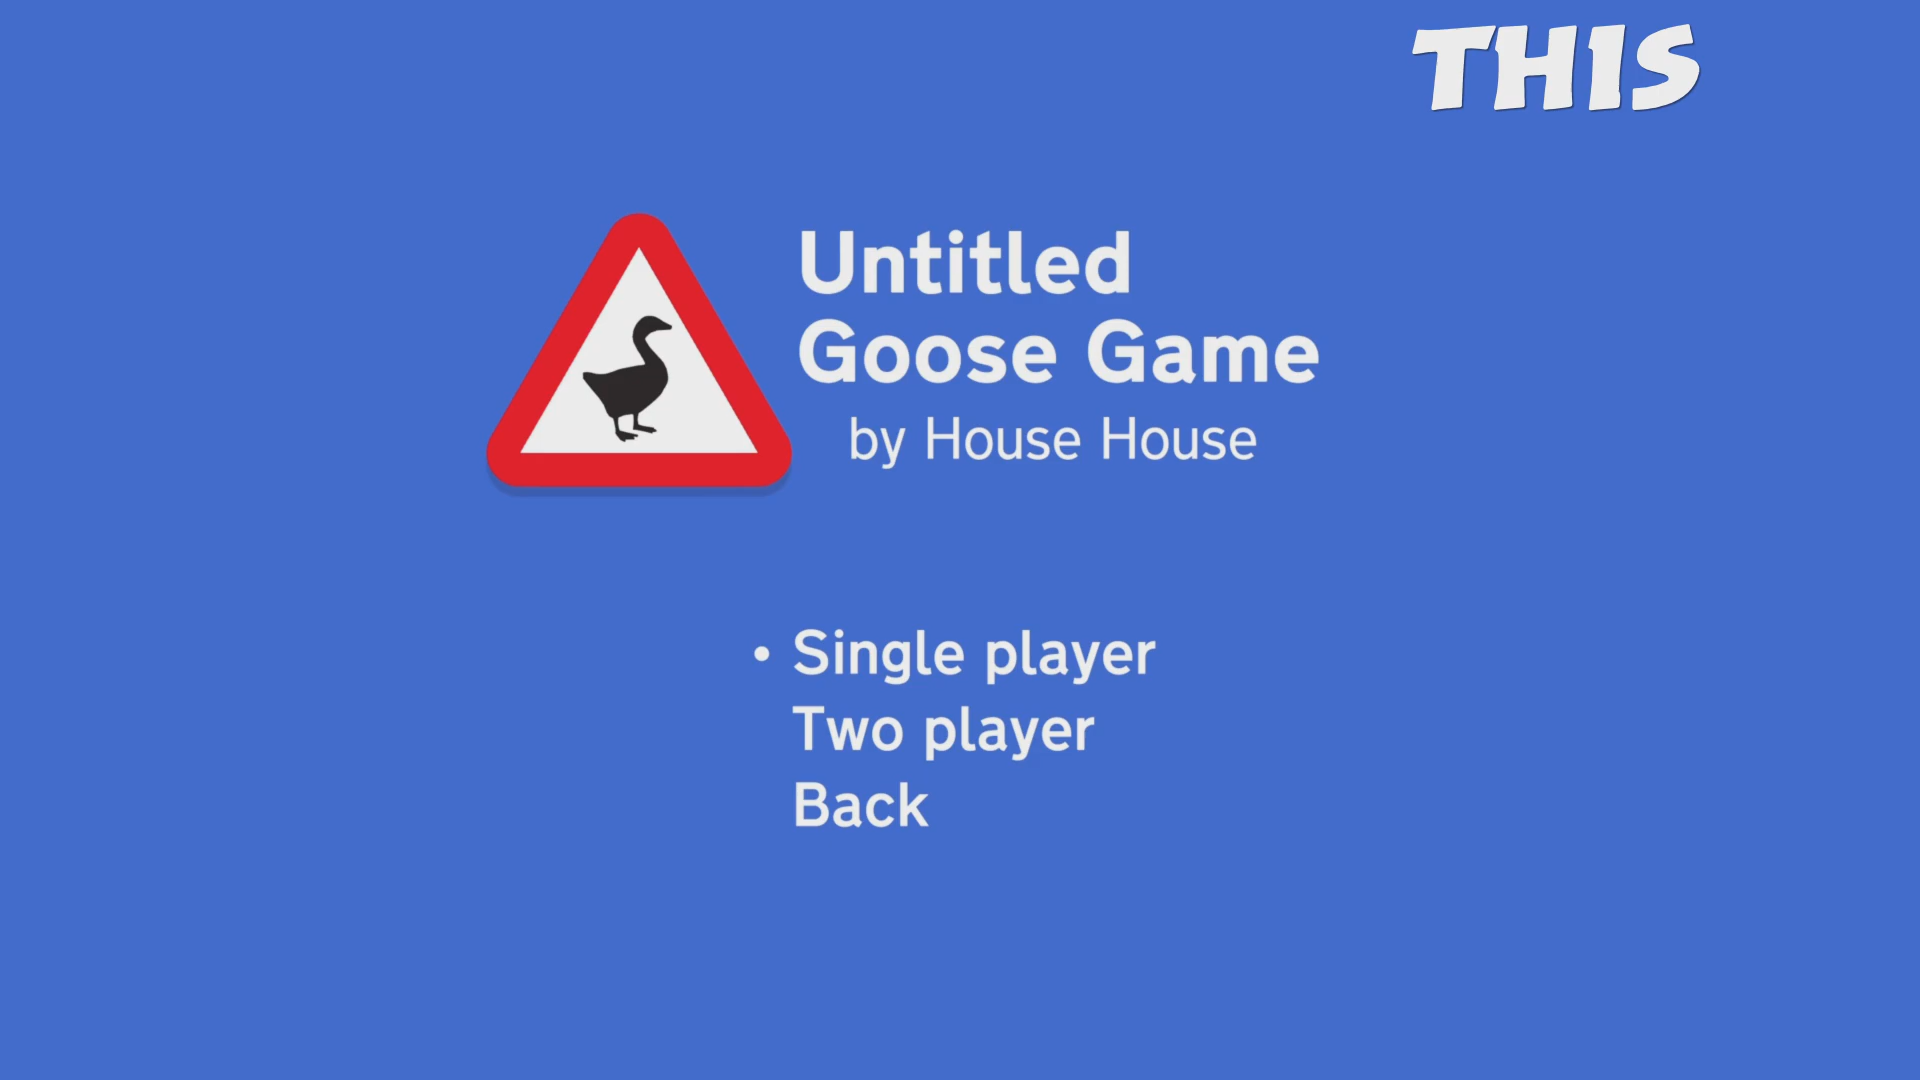 THIS
Untitled
Goose Game
by House House
• Single player
Two player
Back